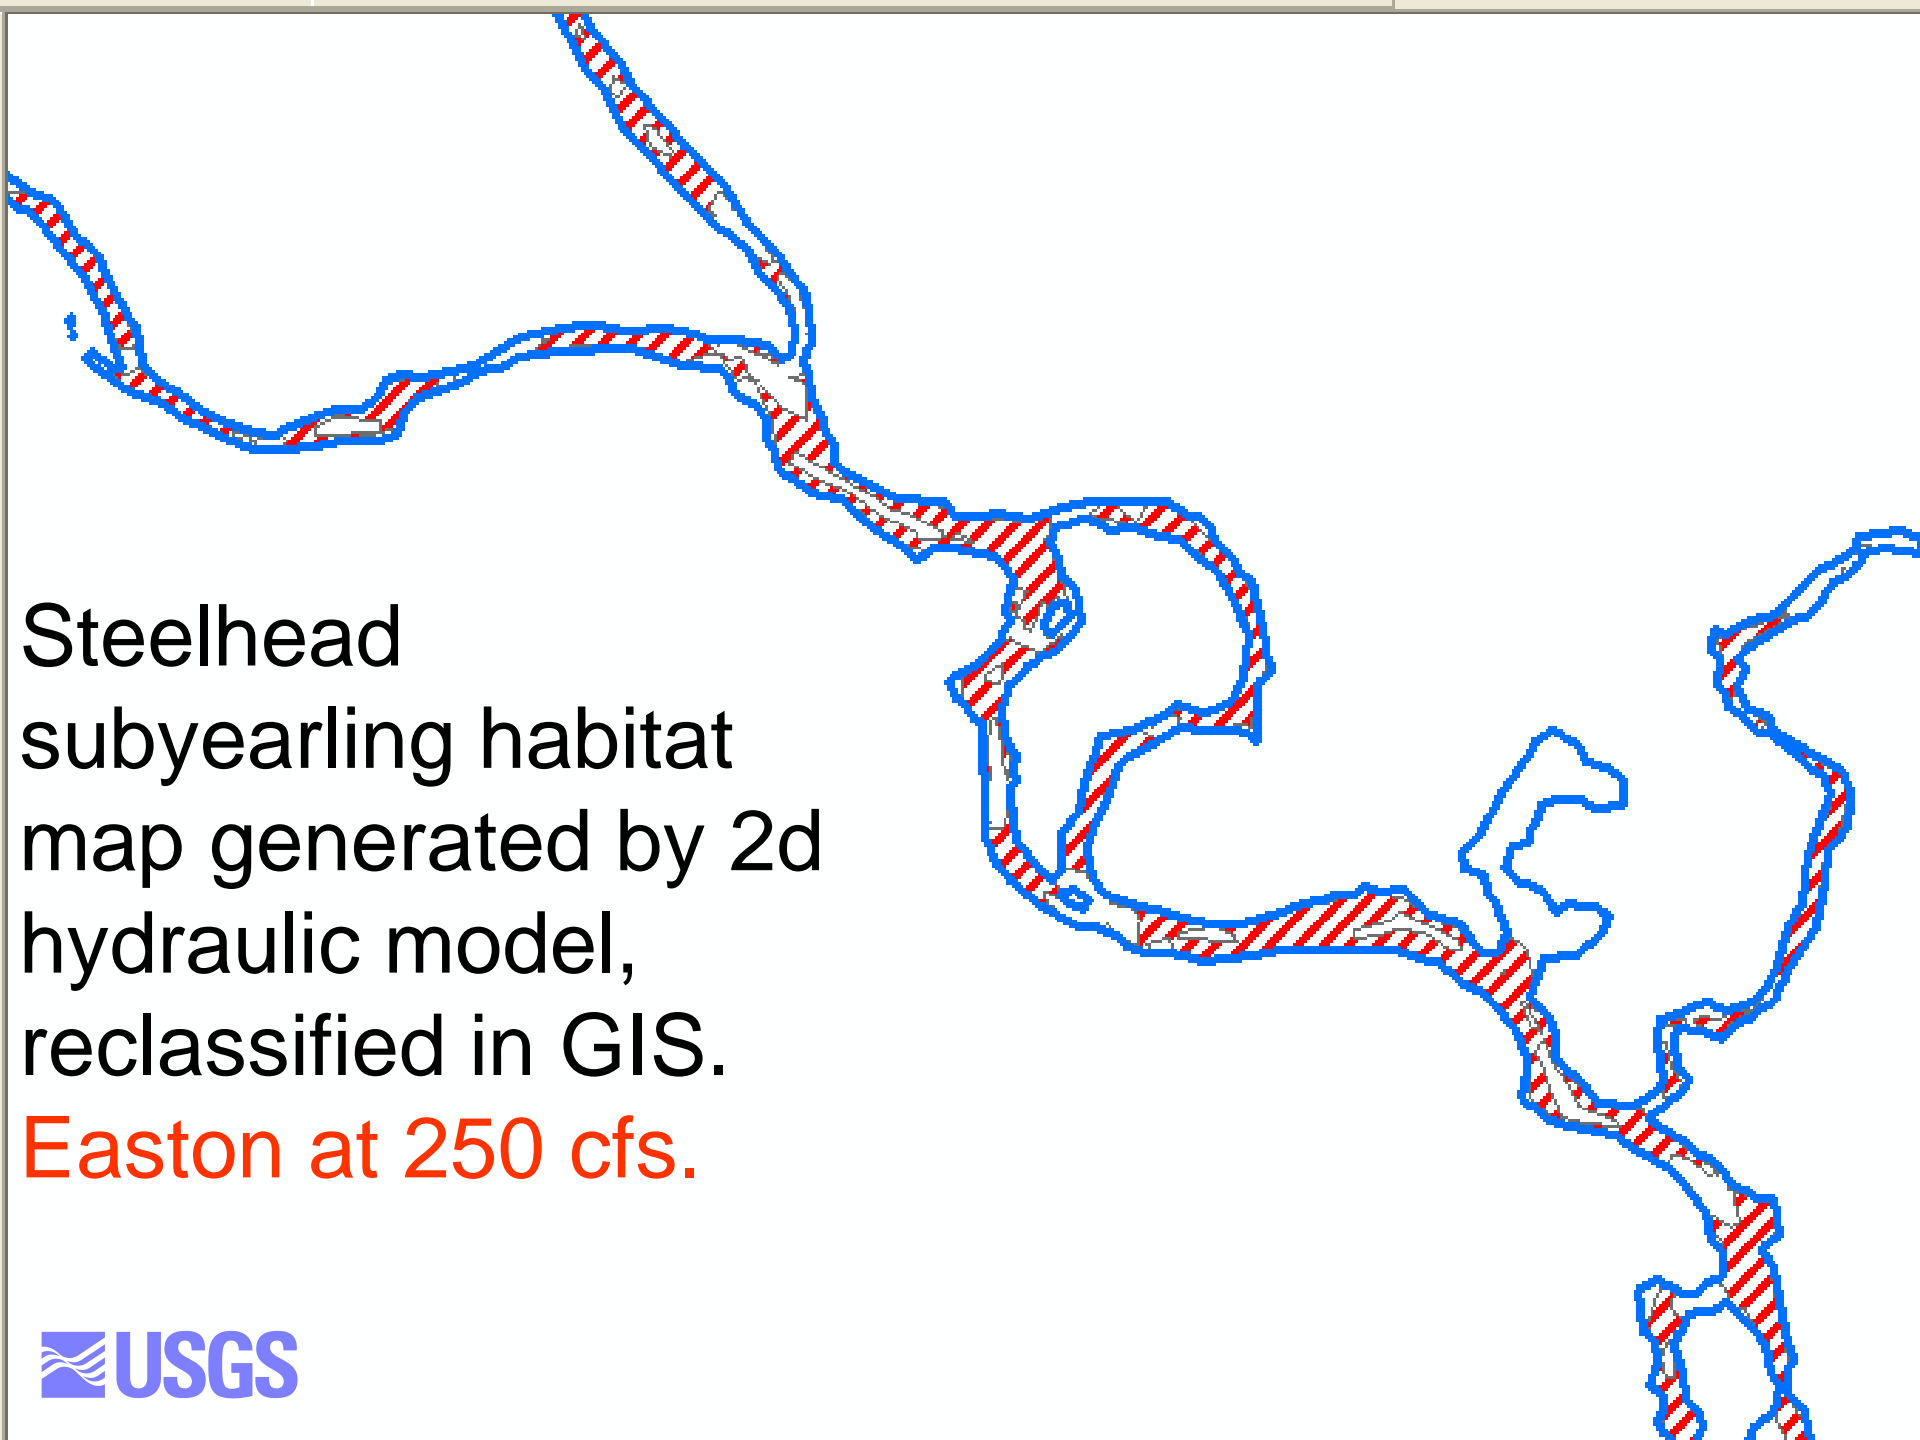 Steelhead
subyearling habitat
map generated by 2d
hydraulic model,
reclassified in GIS.
Easton at 250 cfs.
USGS